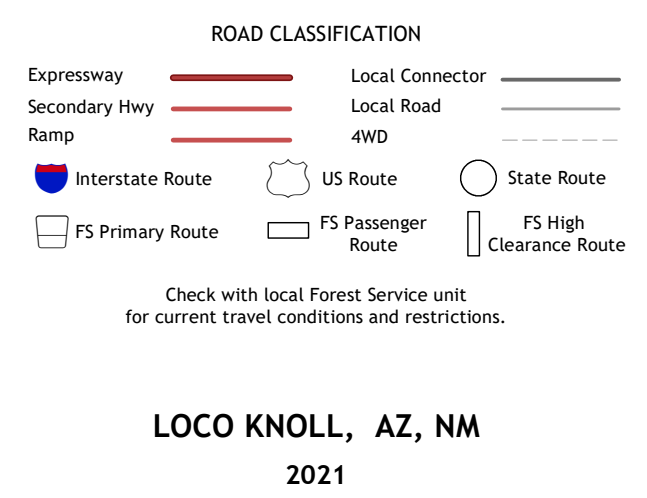 ROAD CLASSIFICATION
Expressway
Local Connector
Secondary Hwy
Local Road
Ramp
4WD
Interstate Route
US Route
State Route
FS Primary Route
FS Passenger
Route
FS High
Clearance Route
Check with local Forest Service unit
for current travel conditions and restrictions.
LOCO KNOLL,  AZ, NM
2021